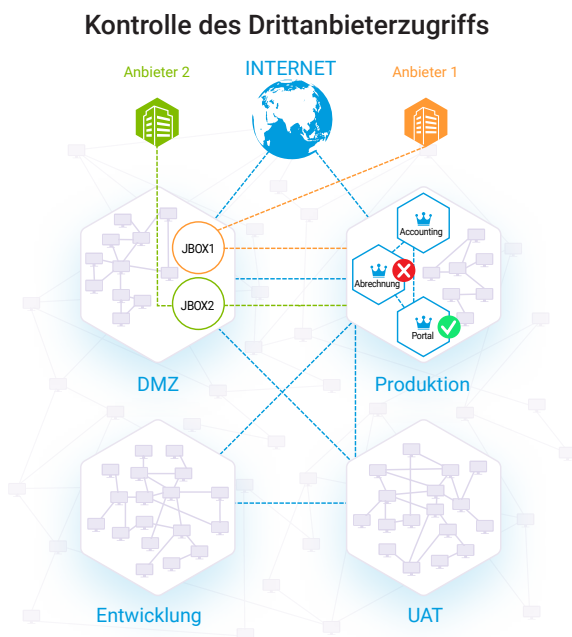 Kontrolle des Drittanbieterzugriffs
Anbieter 2
INTERNET
Anbieter 1
JBOX1
JBOX2
Accounting
Abrechnung
Portal
DMZ
Produktion
Entwicklung
UAT